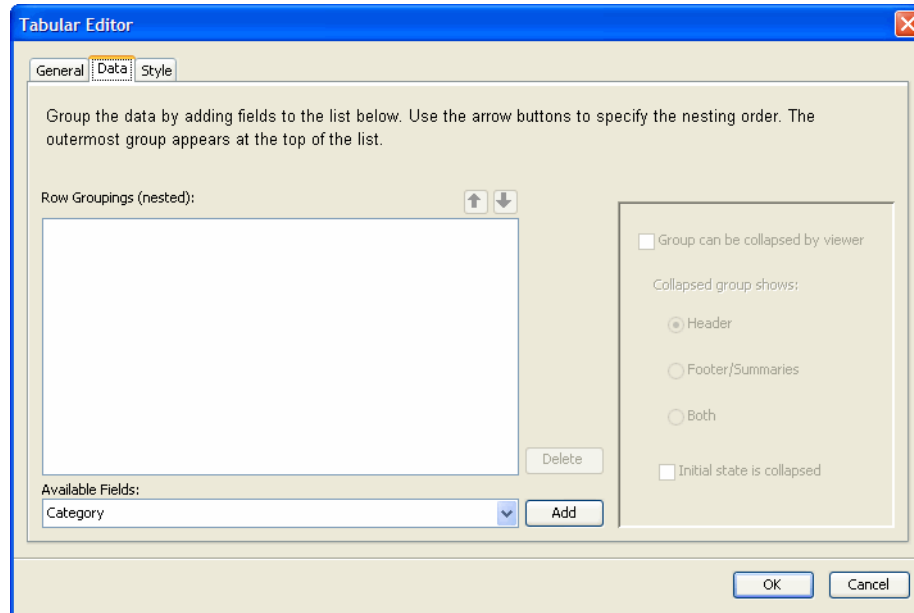 Tabular Editor
General Data Style
Group the data by adding fields to the list below. Use the arrow buttons to specify the nesting order. The
outermost group appears at the top of the list.
Row Groupings (nested):
Group can be collapsed by viewer
Collapsed group shows:
Header
Footer/Summaries
Both
Initial state is collapsed
Delete
Available Fields:
Category
Add
OK Cancel